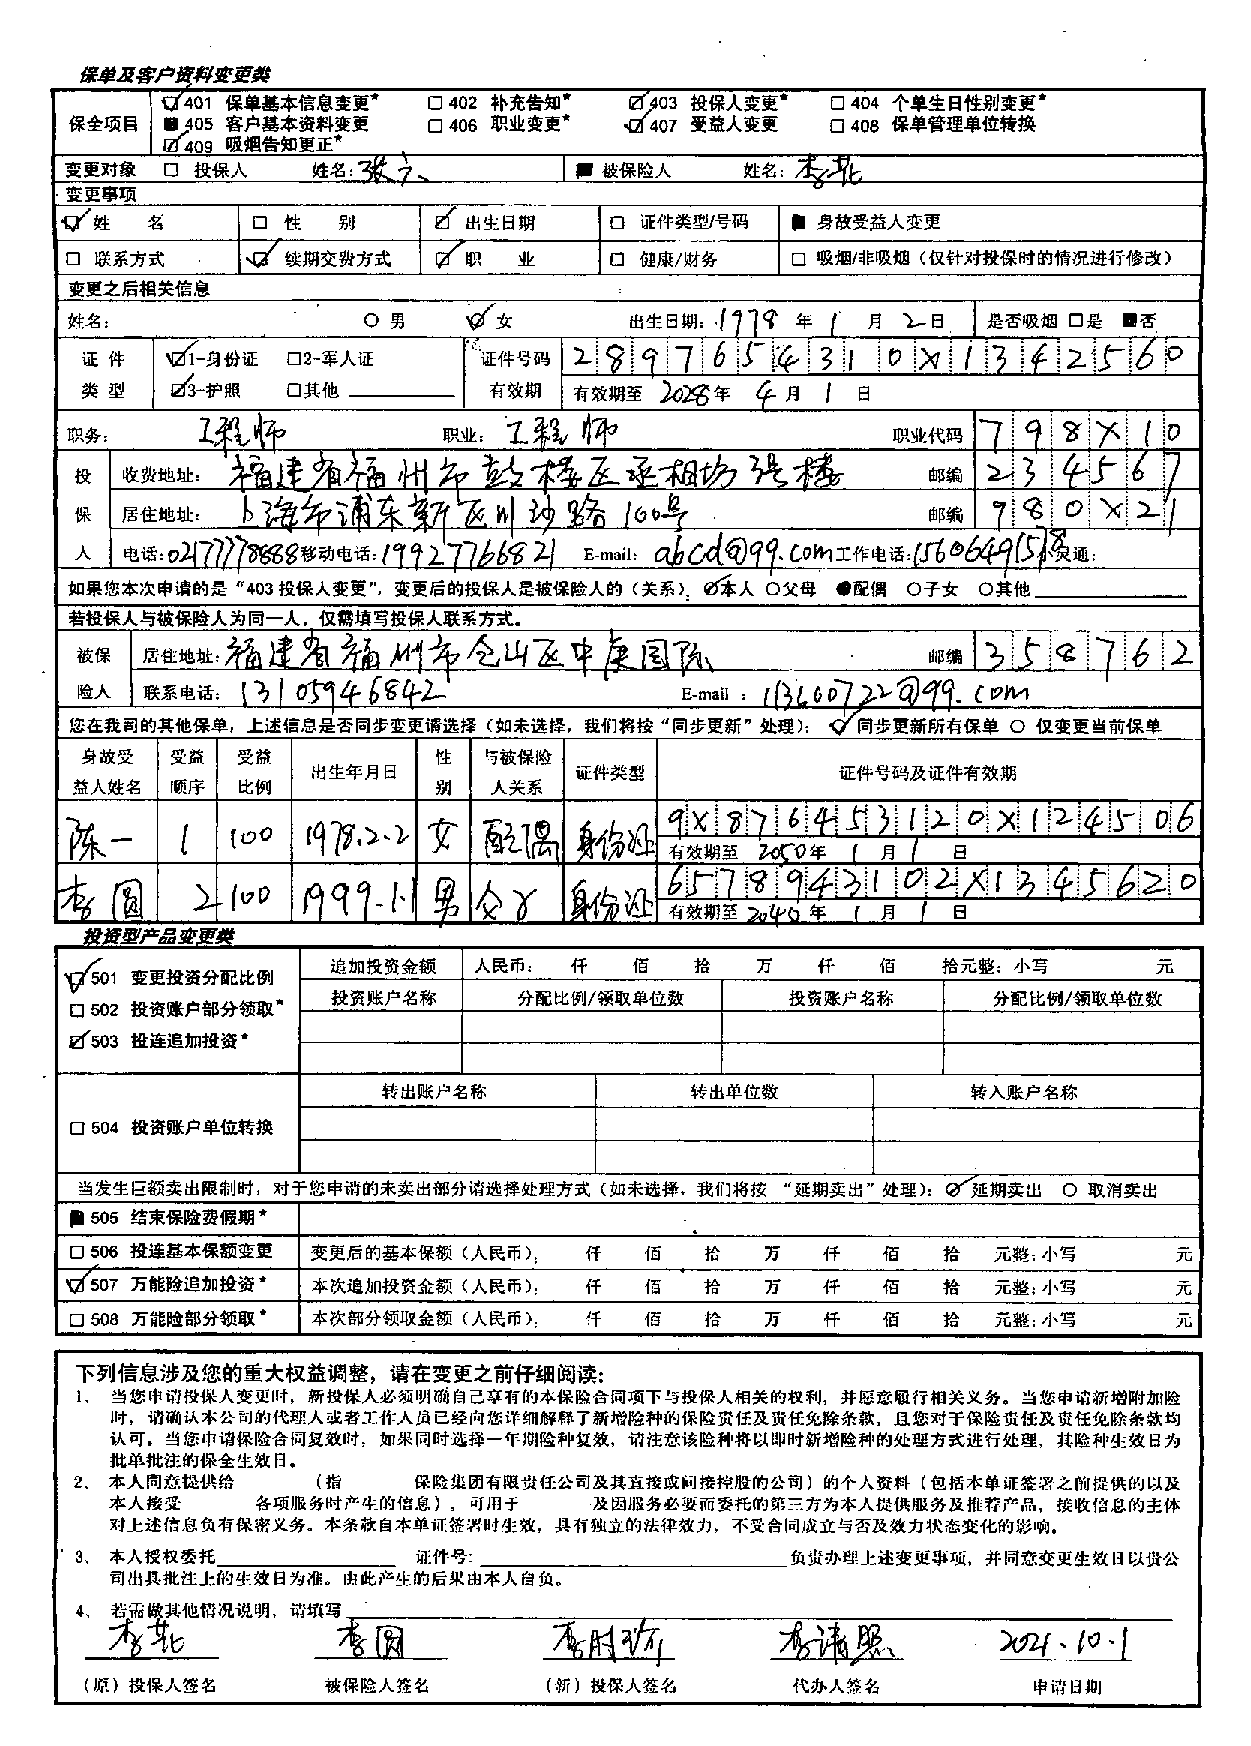 保单及客户资料变更类
保全项目
☑401 保单基本信息变更* □402 补充告知* ☑403 投保人变更* □404 个单生日性别变更*
■405 客户基本资料变更 □406 职业变更* ☑407 受益人变更 □408 保单管理单位转换
☑409 吸烟告知更正*
变更对象 □ 投保人 姓名:张六 ■ 被保险人 姓名:李花
变更事项
☑姓 名 □ 性 别 ☑ 出生日期 □ 证件类型/号码 ■ 身故受益人变更
□ 联系方式 ☑ 续期交费方式 ☑ 职 业 □ 健康/财务 □ 吸烟/非吸烟(仅针对投保时的情况进行修改)
变更之后相关信息
姓名: ○ 男 ☑ 女 出生日期:1978 年 1 月 2 日 是否吸烟 □是 ■否
证件类型 ☑1-身份证 □2-军人证 证件号码 28976543310X1342560
☑3-护照 □其他 有效期 有效期至 2028年 4 月 1 日
职务:工程师 职业:工程师 职业代码 798X10
投保人 收费地址:福建省福州市鼓楼区丞相坊3号楼 邮编 234567
居住地址:上海市浦东新区川沙路100号 邮编 980X21
电话:02177778888 移动电话:19927766821 E-mail:abcd@99.com 工作电话:15606491578 灵通:
如果您本次申请的是“403 投保人变更”,变更后的投保人是被保险人的(关系):☑本人 ○父母 ●配偶 ○子女 ○其他
若投保人与被保险人为同一人,仅需填写投保人联系方式。
被保险人 居住地址:福建省福州市仓山区中庚国际 邮编 358762
联系电话:13105946842 E-mail :113600722@99.com
您在我司的其他保单,上述信息是否同步变更请选择(如未选择,我们将按“同步更新”处理): ☑ 同步更新所有保单 ○ 仅变更当前保单
身故受益人姓名 受益顺序 受益比例 出生年月日 性别 与被保险人关系 证件类型 证件号码及证件有效期
陈一 1 100 1978.2.2 女 配偶 身份证 9X876453120X124506
有效期至 2050年 1 月 1 日
李圆 2 100 1999.1.1 男 父子 身份证 6578943102X1345620
有效期至 2040 年 1 月 1 日
投资型产品变更类
☑501 变更投资分配比例
□502 投资账户部分领取*
☑503 投连追加投资*
追加投资金额 人民币: 仟 佰 拾 万 仟 佰 拾元整:小写 元
投资账户名称 分配比例/领取单位数 投资账户名称 分配比例/领取单位数
□504 投资账户单位转换
转出账户名称 转出单位数 转入账户名称
当发生巨额卖出限制时,对于您申请的未卖出部分请选择处理方式(如未选择,我们将按 “延期卖出” 处理): ☑延期卖出 ○ 取消卖出
■505 结束保险费假期*
□506 投连基本保额变更 变更后的基本保额(人民币): 仟 佰 拾 万 仟 佰 拾 元整:小写 元
☑507 万能险追加投资* 本次追加投资金额(人民币): 仟 佰 拾 万 仟 佰 拾 元整:小写 元
□508 万能险部分领取* 本次部分领取金额(人民币): 仟 佰 拾 万 仟 佰 拾 元整:小写 元
下列信息涉及您的重大权益调整,请在变更之前仔细阅读:
1、 当您申请投保人变更时,新投保人必须明确自己享有的本保险合同项下与投保人相关的权利,并愿意履行相关义务。当您申请新增附加险
时,请确认本公司的代理人或者工作人员已经向您详细解释了新增险种的保险责任及责任免除条款,且您对于保险责任及责任免除条款均
认可。当您申请保险合同复效时,如果同时选择一年期险种复效,请注意该险种将以即时新增险种的处理方式进行处理,其险种生效日为
批单批注的保全生效日。
2、 本人同意提供给 (指 保险集团有限责任公司及其直接或间接控股的公司)的个人资料(包括本单证签署之前提供的以及
本人接受 各项服务时产生的信息),可用于 及因服务必要而委托的第三方为本人提供服务及推荐产品,接收信息的主体
对上述信息负有保密义务。本条款自本单证签署时生效,具有独立的法律效力,不受合同成立与否及效力状态变化的影响。
3、 本人授权委托 证件号: 负责办理上述变更事项,并同意变更生效日以贵公
司出具批注上的生效日为准。由此产生的后果由本人自负。
4、 若需做其他情况说明,请填写
李花 李圆 李时珍 李清照 2021.10.1
(原)投保人签名 被保险人签名 (新)投保人签名 代办人签名 申请日期